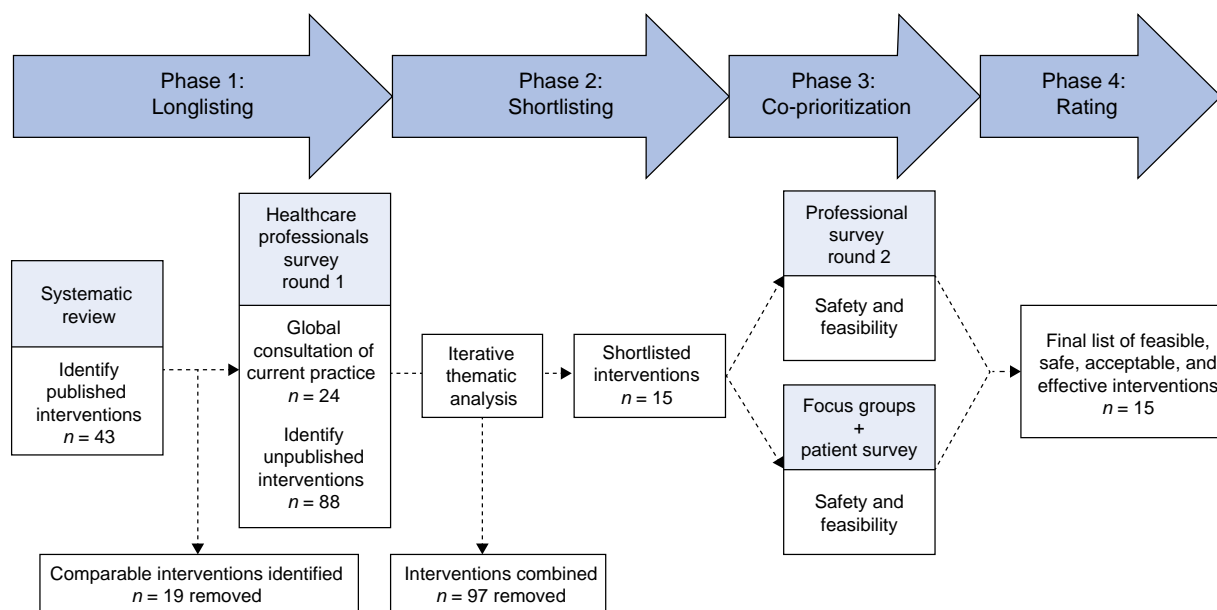 Phase 1:
Longlisting
Phase 2:
Shortlisting
Phase 3:
Co-prioritization
Phase 4:
Rating
Systematic
review
Identify
published
interventions
n = 43
Healthcare
professionals
survey
round 1
Global
consultation of
current practice
n = 24
Identify
unpublished
interventions
n = 88
Comparable interventions identified
n = 19 removed
Iterative
thematic
analysis
Interventions combined
n = 97 removed
Shortlisted
interventions
n = 15
Professional
survey
round 2
Safety and
feasibility
Focus groups
+
patient survey
Safety and
feasibility
Final list of feasible,
safe, acceptable, and
effective interventions
n = 15